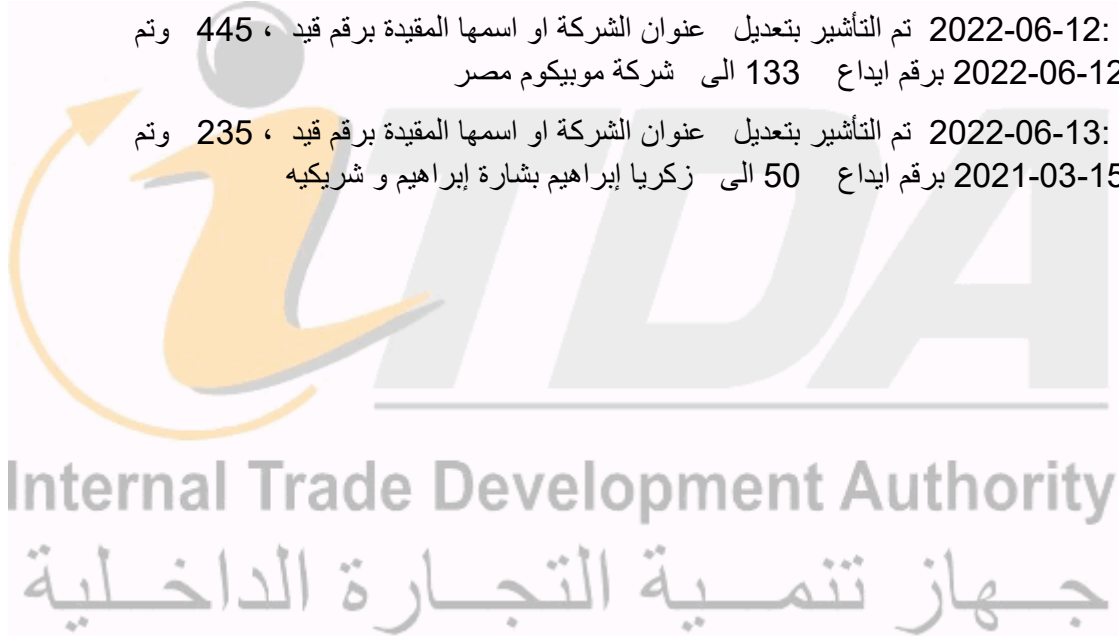 2022-06-12: تم التأشير بتعديل عنوان الشركة او اسمها المقيدة برقم قيد ، 445 وتم
2022-06-12 برقم ايداع 133 الى شركة موبيكوم مصر
2022-06-13: تم التأشير بتعديل عنوان الشركة او اسمها المقيدة برقم قيد ، 235 وتم
2021-03-15 برقم ايداع 50 الى زكريا إبراهيم بشارة إبراهيم و شريكيه
iTDA
Internal Trade Development Authority
جهاز تنمية التجارة الداخلية